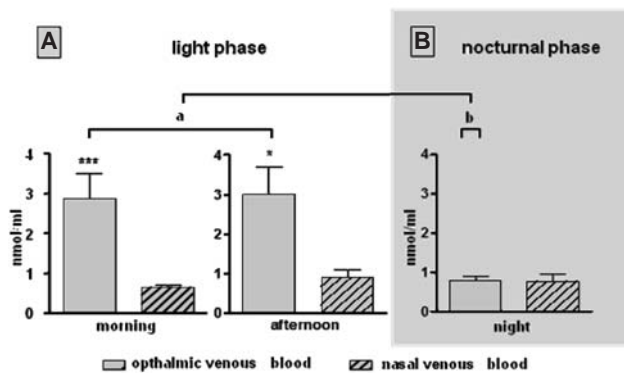 A
light phase
B
nocturnal phase
a
b
***
*
4
3
2
1
0
nmol/ml
morning
4
3
2
1
0
afternoon
4
3
2
1
0
nmol/ml
night
opthalmic venous blood
nasal venous blood